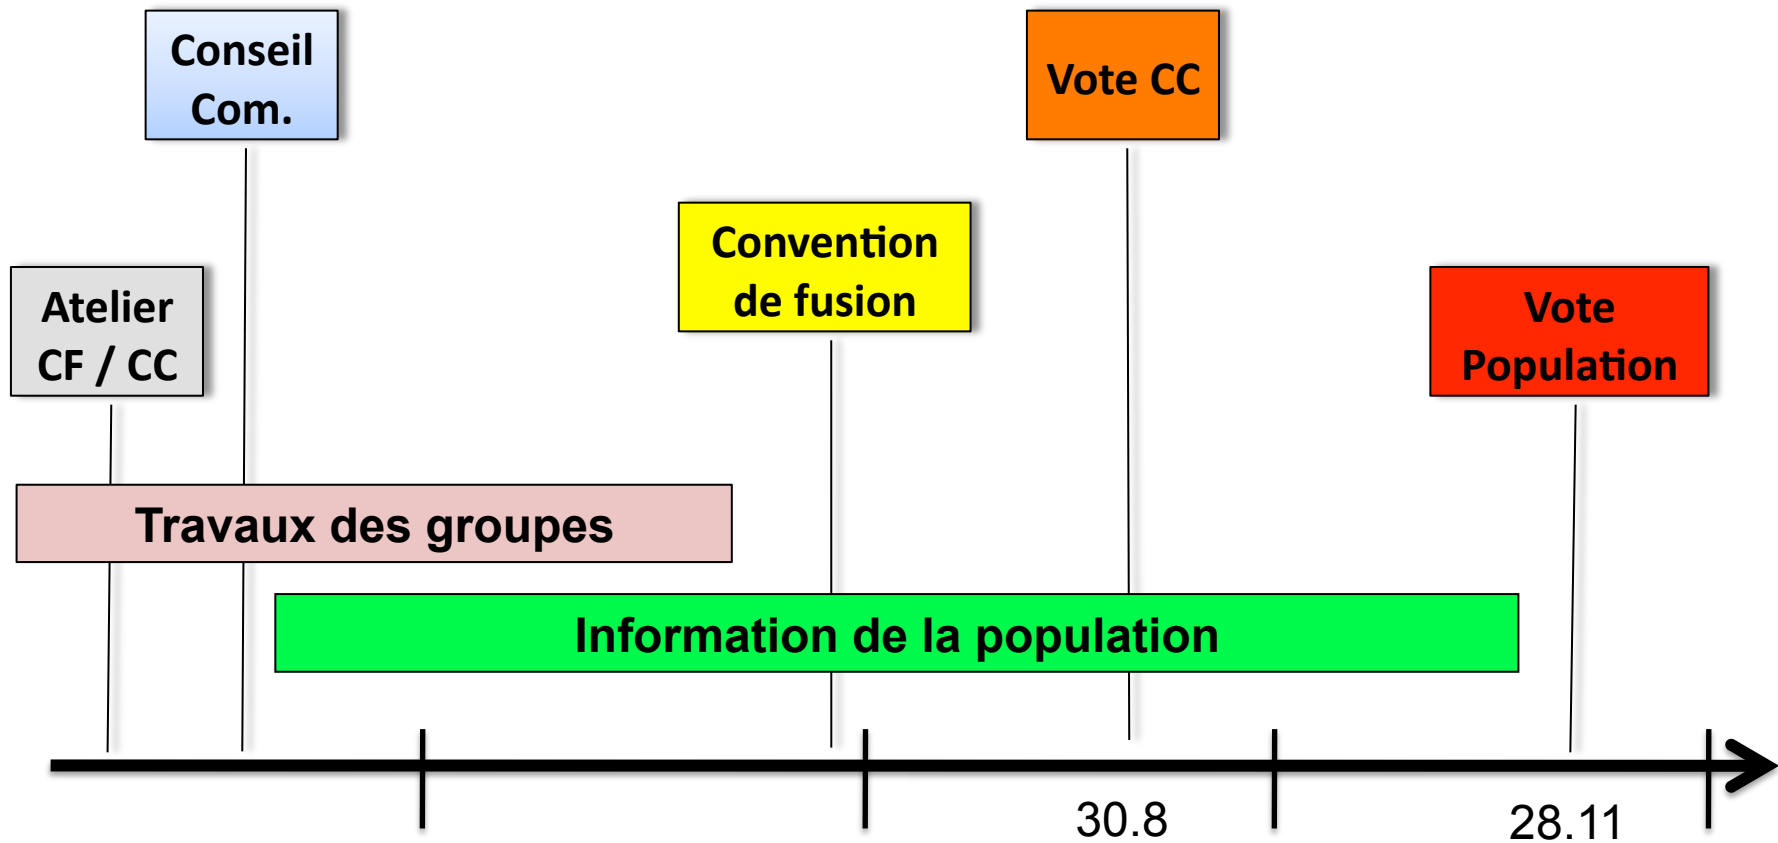 Conseil
Com.
Vote CC
Convention
de fusion
Atelier
CF / CC
Vote
Population
Travaux des groupes
Information de la population
30.8
28.11